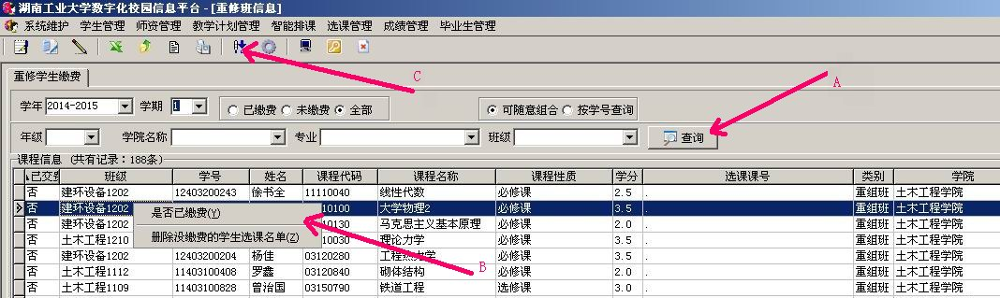 湖南工业大学数字化校园信息平台 - [重修班信息]
系统维护 学生管理 师资管理 教学计划管理 智能排课 选课管理 成绩管理 毕业生管理
C
A
重修学生缴费
学年 2014-2015 学期 1 已缴费 未缴费 全部 可随意组合 按学号查询
年级 学院名称 专业 班级 查询
课程信息 (共有记录：188条)
已交费 班级 学号 姓名 课程代码 课程名称 课程性质 学分 选课课号 类别 学院
否 建环设备1202 12403200243 徐书全 11110040 线性代数 必修课 2.5 . 重组班 土木工程学院
否 建环设备1202 10100 大学物理2 必修课 3.5 . 重组班 土木工程学院
是否已缴费(Y)
否 建环设备1202 10130 马克思主义基本原理 必修课 2.0 . 重组班 土木工程学院
删除没缴费的学生选课名单(Z)
否 土木工程1210 10030 理论力学 必修课 3.5 . 重组班 土木工程学院
否 建环设备1202 12403200204 杨佳 03120280 工程热力学 必修课 3.5 . 重组班 土木工程学院
B
否 土木工程1112 11403100408 罗鑫 03120840 砌体结构 必修课 2.0 . 重组班 土木工程学院
否 土木工程1109 11403100828 曾治国 03150790 铁道工程 选修课 3.0 . 重组班 土木工程学院